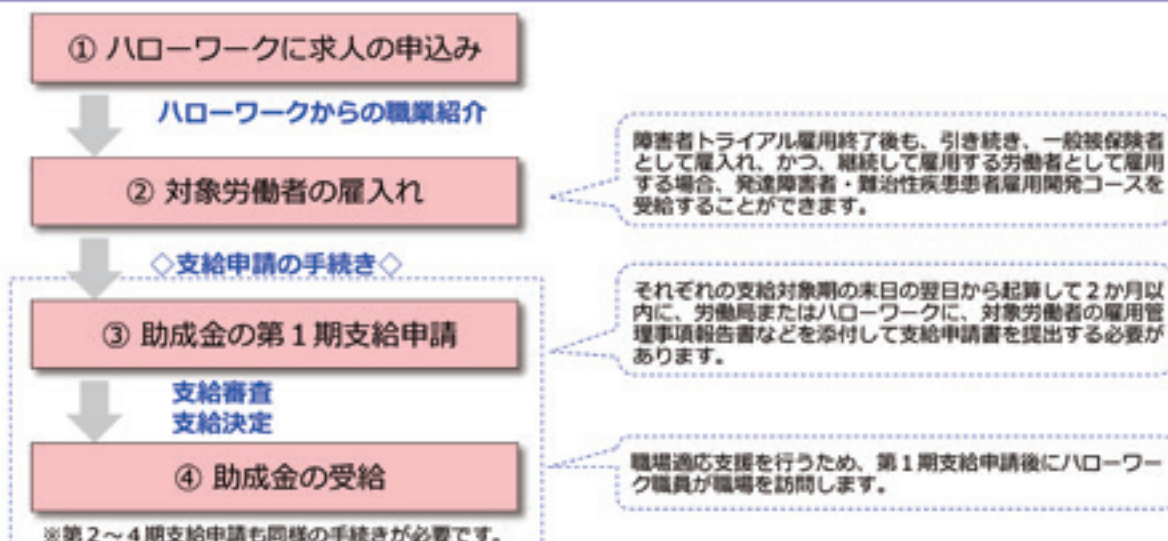 ① ハローワークに求人の申込み
ハローワークからの職業紹介
② 対象労働者の雇入れ
障害者トライアル雇用終了後も、引き続き、一般被保険者
として雇入れ、かつ、継続して雇用する労働者として雇用
する場合、発達障害者・難治性疾患患者雇用開発コースを
受給することができます。
◇支給申請の手続き◇
③ 助成金の第1期支給申請
それぞれの支給対象期の末日の翌日から起算して2か月以
内に、労働局またはハローワークに、対象労働者の雇用管
理事項報告書などを添付して支給申請書を提出する必要が
あります。
支給審査
支給決定
④ 助成金の受給
職場適応支援を行うため、第1期支給申請後にハローワー
ク職員が職場を訪問します。
※第2~4期支給申請も同様の手続きが必要です。